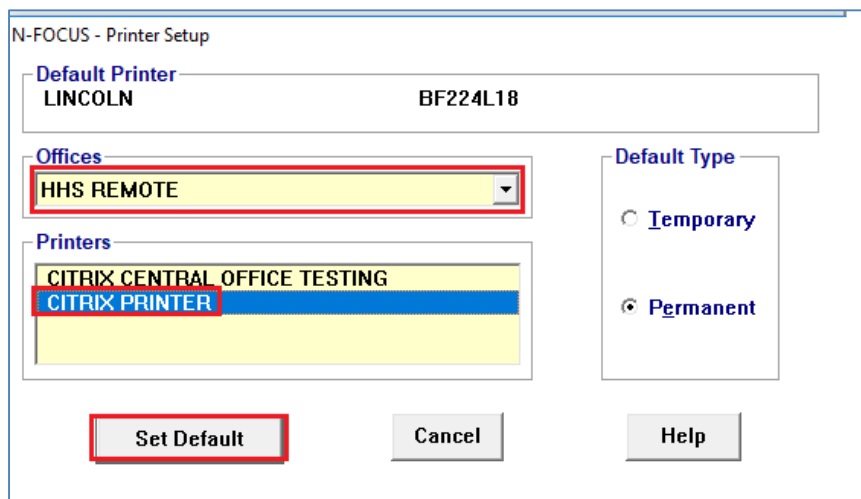 N-FOCUS - Printer Setup
Default Printer
LINCOLN BF224L18
Offices
HHS REMOTE
Default Type
Temporary
Permanent
Printers
CITRIX CENTRAL OFFICE TESTING
CITRIX PRINTER
Set Default Cancel Help